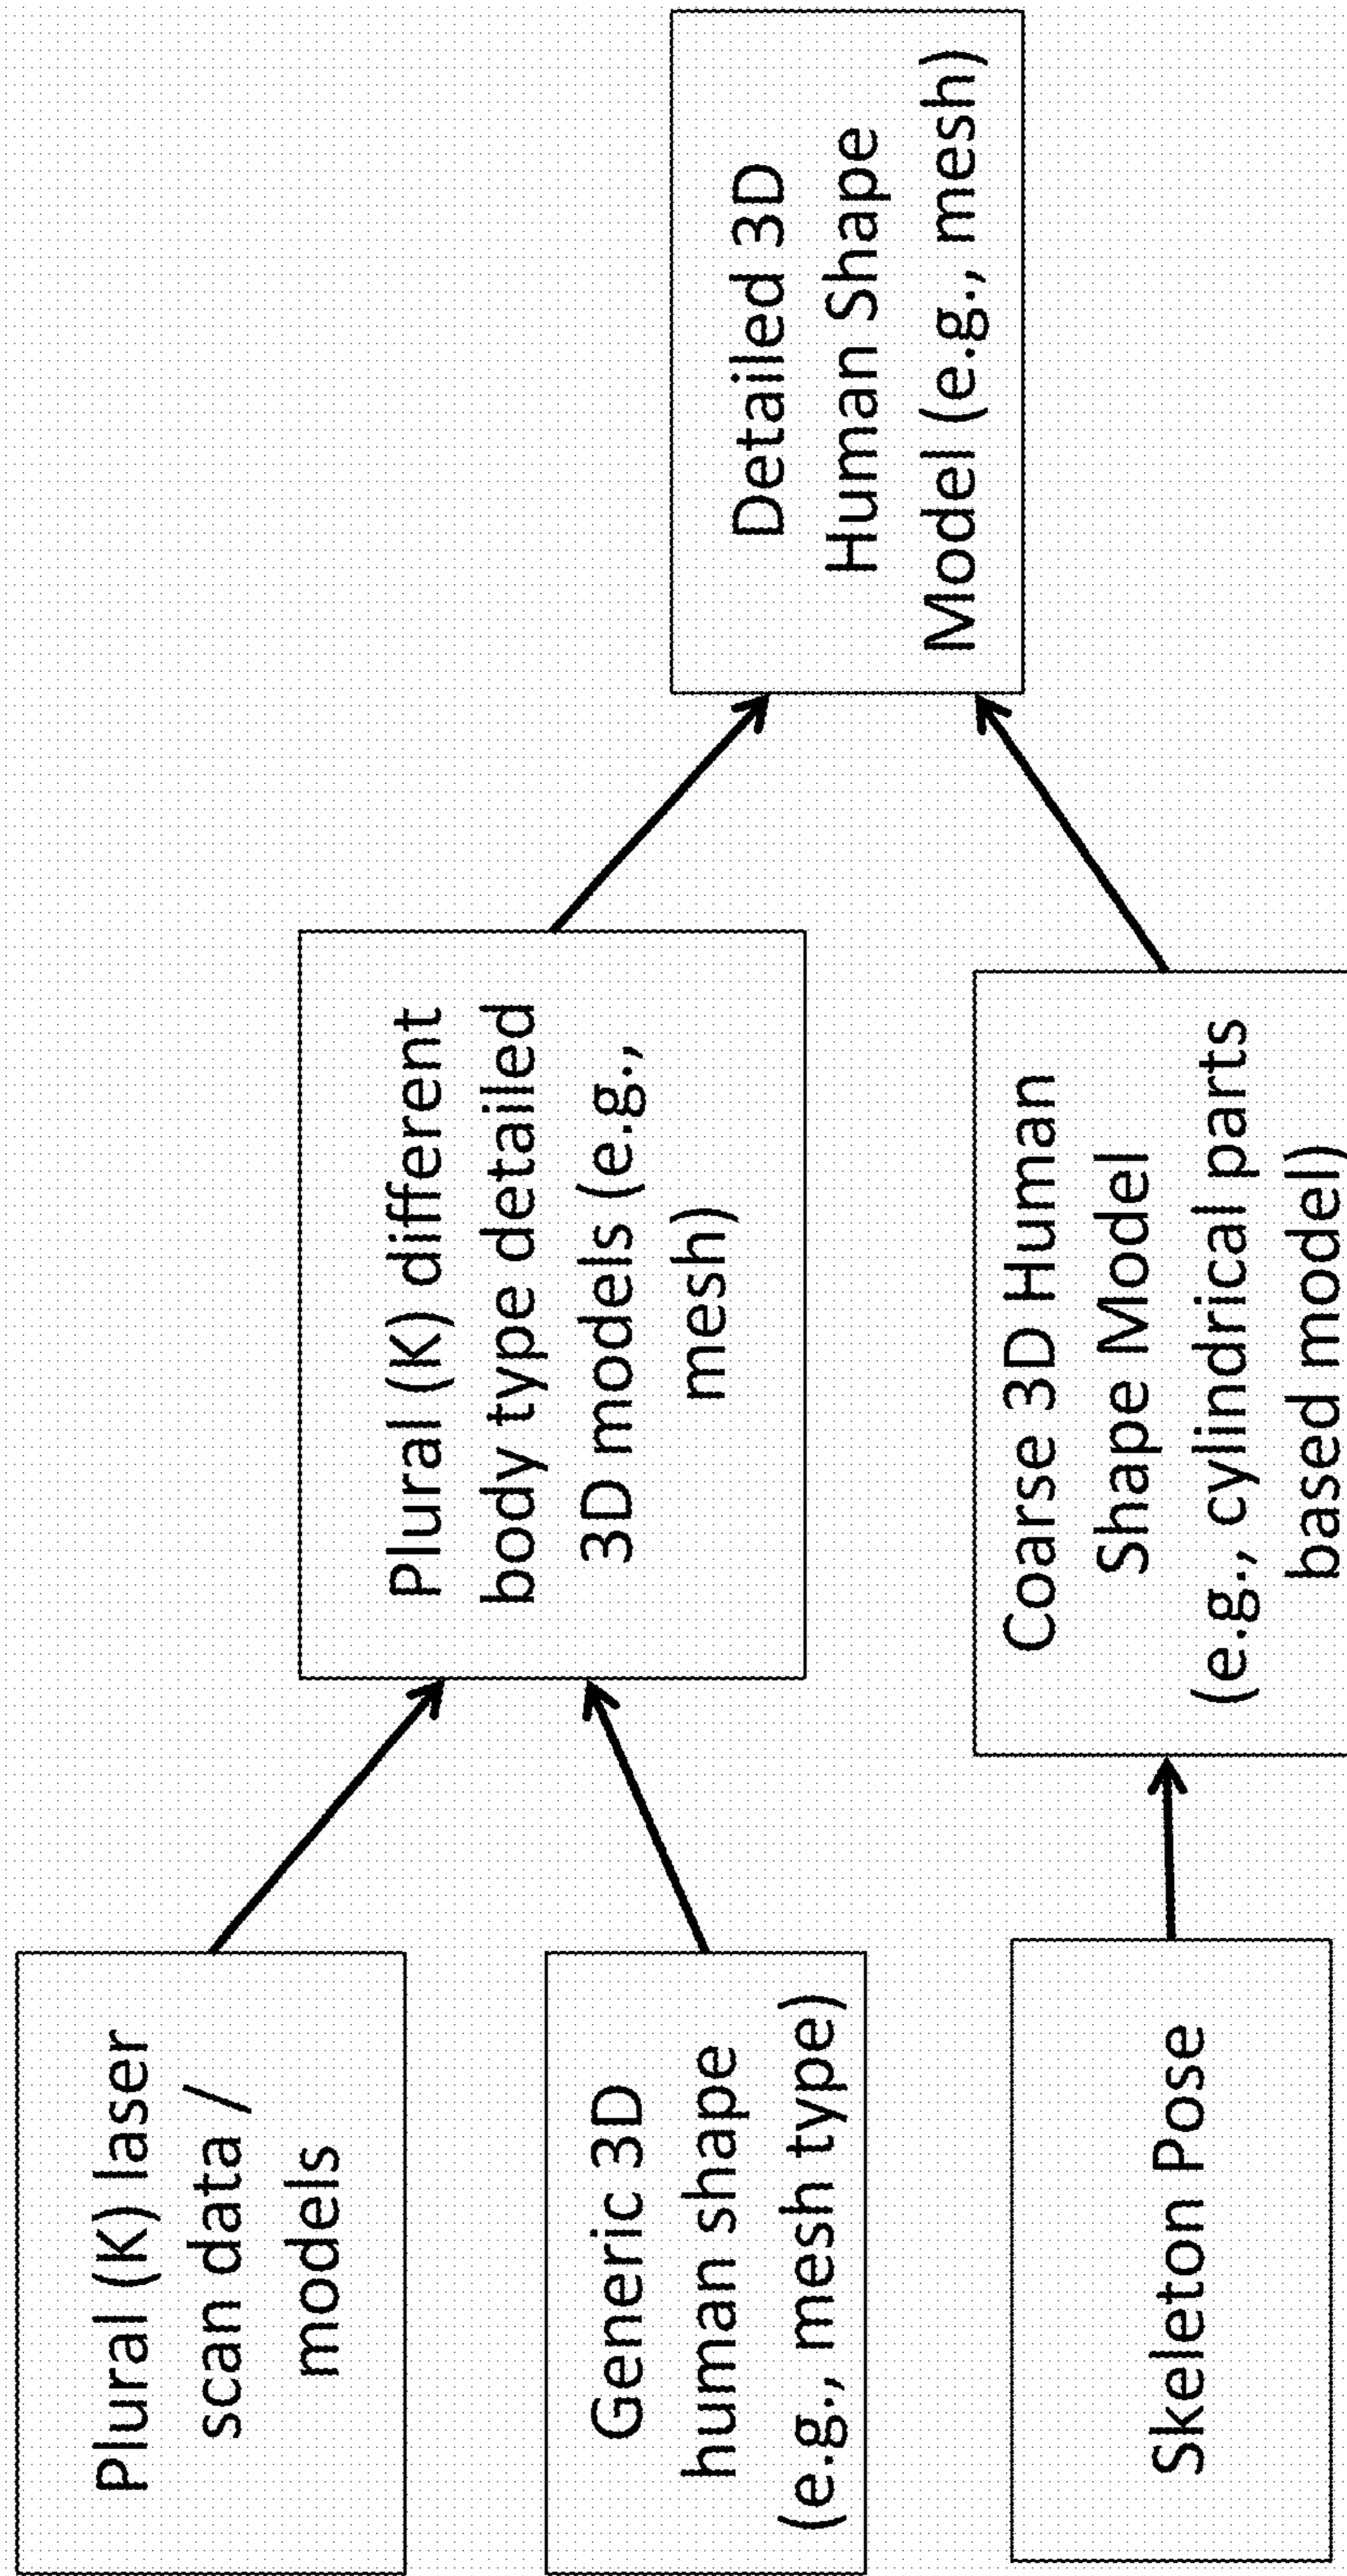 Plural (K) laser
scan data /
models
Generic 3D
human shape
(e.g., mesh type)
Skeleton Pose
Plural (K) different
body type detailed
3D models (e.g.,
mesh)
Coarse 3D Human
Shape Model
(e.g., cylindrical parts
based model)
Detailed 3D
Human Shape
Model (e.g., mesh)